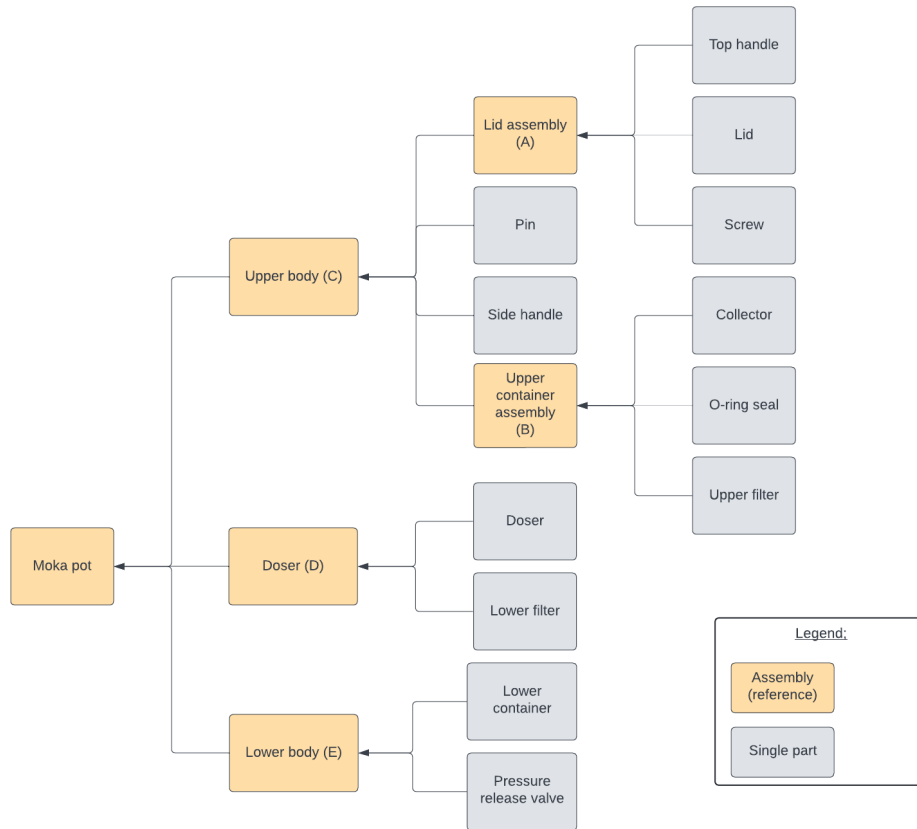 Top handle
Lid assembly
(A)
Lid
Pin
Screw
Upper body (C)
Side handle
Collector
Upper
container
assembly
(B)
O-ring seal
Upper filter
Doser
Moka pot
Doser (D)
Lower filter
Legend;
Assembly
(reference)
Single part
Lower
container
Lower body (E)
Pressure
release valve